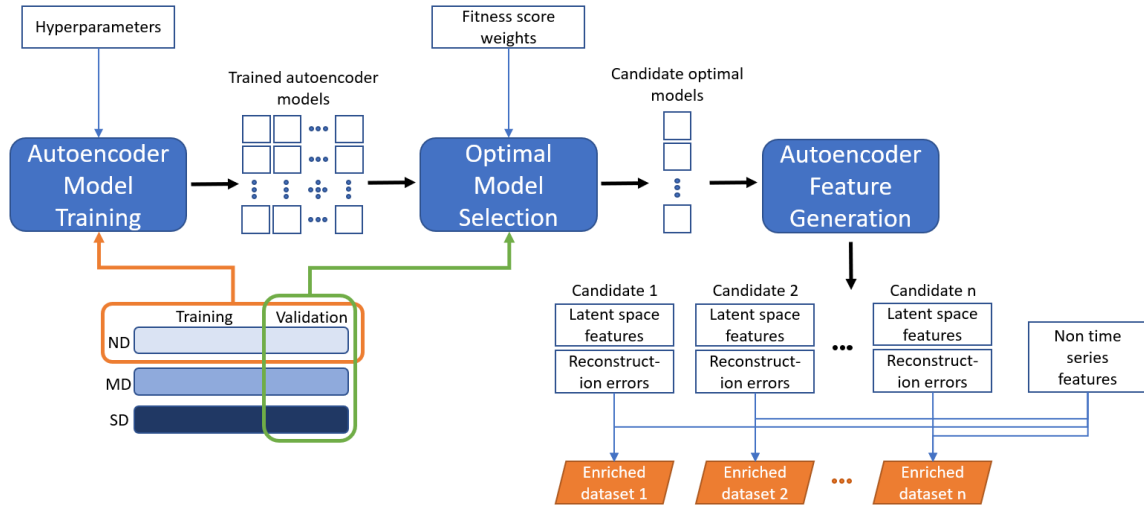 Hyperparameters
Fitness score
weights
Trained autoencoder
models
Candidate optimal
models
Autoencoder
Model
Training
Optimal
Model
Selection
Autoencoder
Feature
Generation
Training
Validation
ND
MD
SD
Candidate 1
Latent space
features
Reconstruct-
ion errors
Candidate 2
Latent space
features
Reconstruct-
ion errors
Candidate n
Latent space
features
Reconstruct-
ion errors
Non time
series
features
Enriched
dataset 1
Enriched
dataset 2
Enriched
dataset n